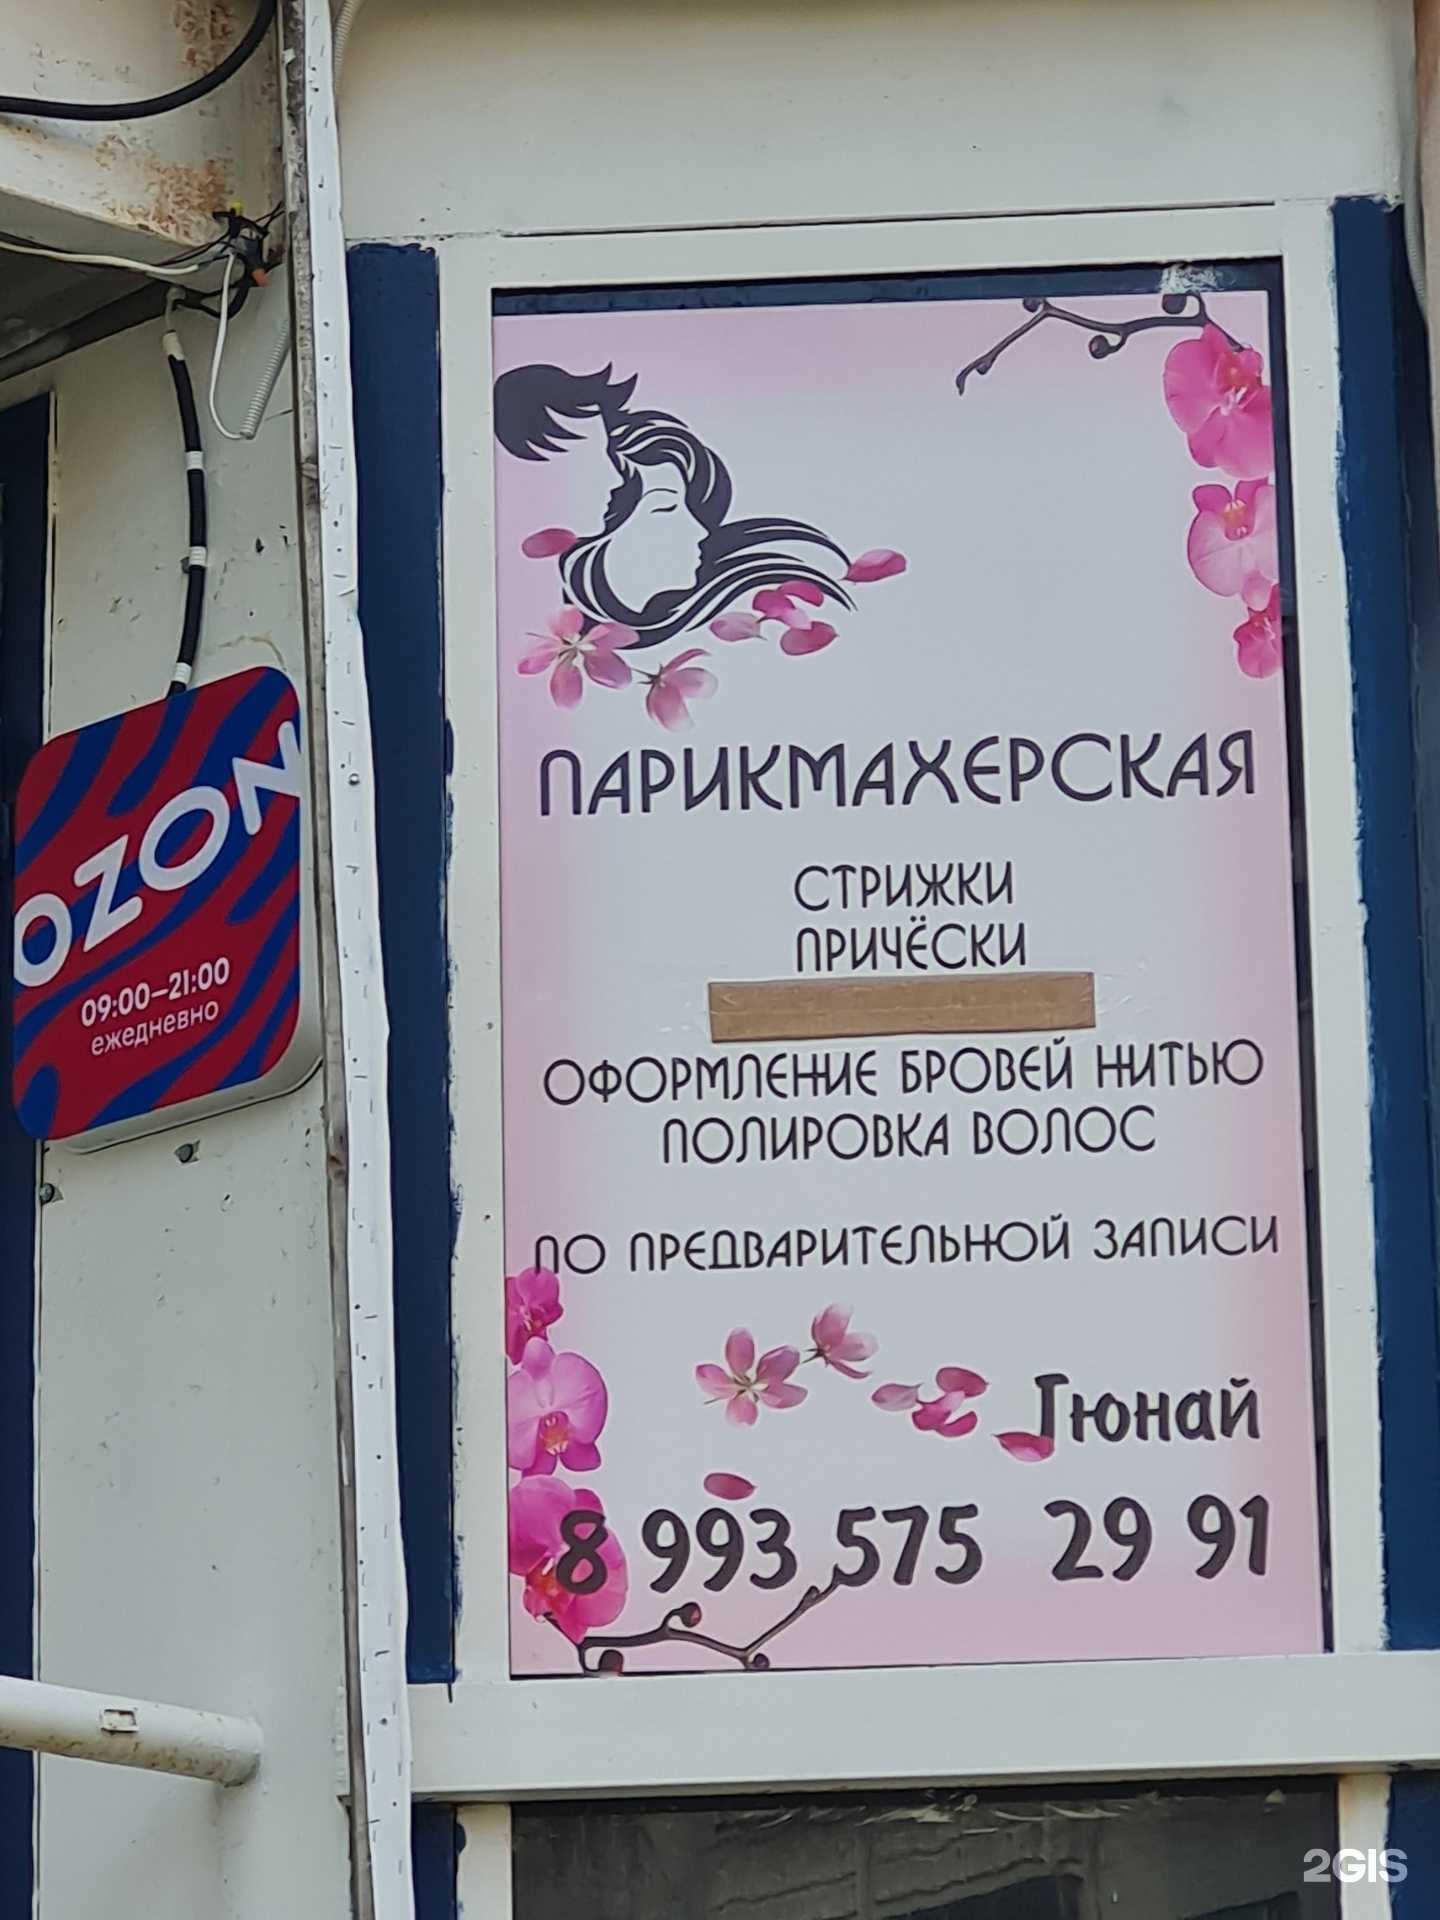 OZON
09:00–21:00
ежедневно
ПАРИКМАХЕРСКАЯ
СТРИЖКИ
ПРИЧЁСКИ
ОФОРМЛЕНИЕ БРОВЕЙ НИТЬЮ
ПОЛИРОВКА ВОЛОС
ПО ПРЕДВАРИТЕЛЬНОЙ ЗАПИСИ
Гюнай
8 993 575 29 91
2GIS